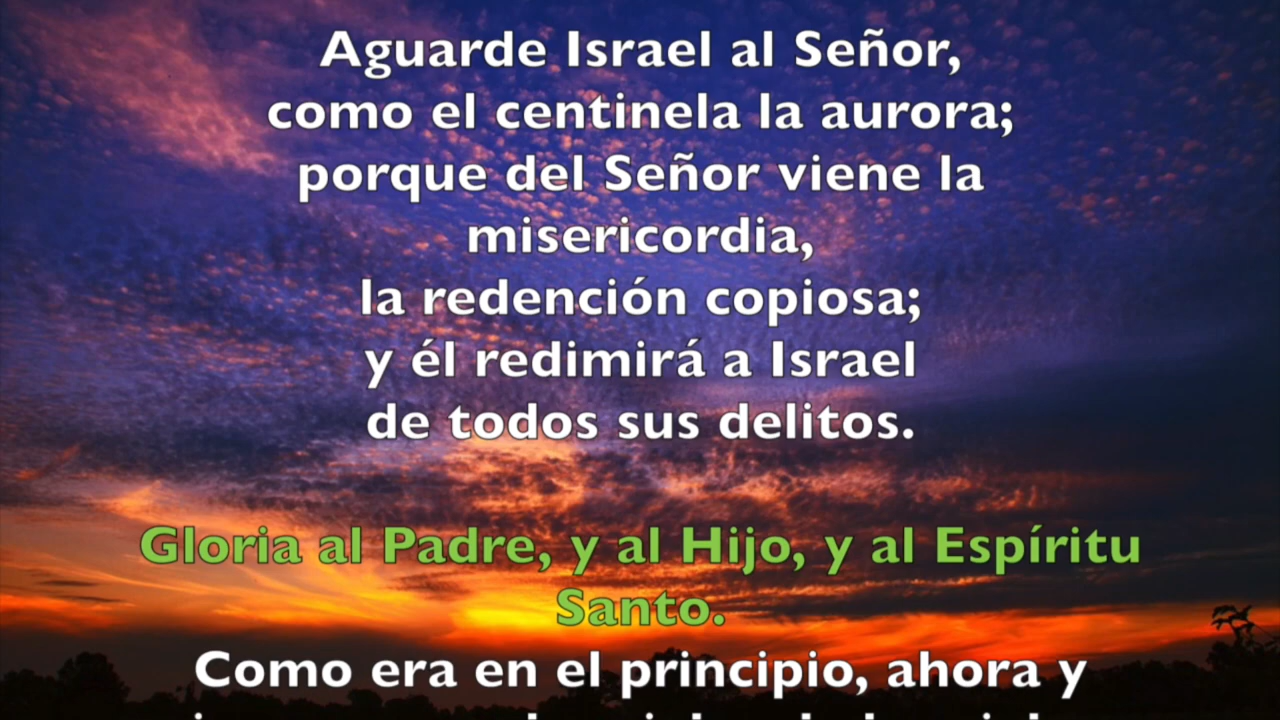 Aguarde Israel al Señor,
como el centinela la aurora;
porque del Señor viene la
misericordia,
la redención copiosa;
y él redimirá a Israel
de todos sus delitos.
Gloria al Padre, y al Hijo, y al Espíritu
Santo.
Como era en el principio, ahora y